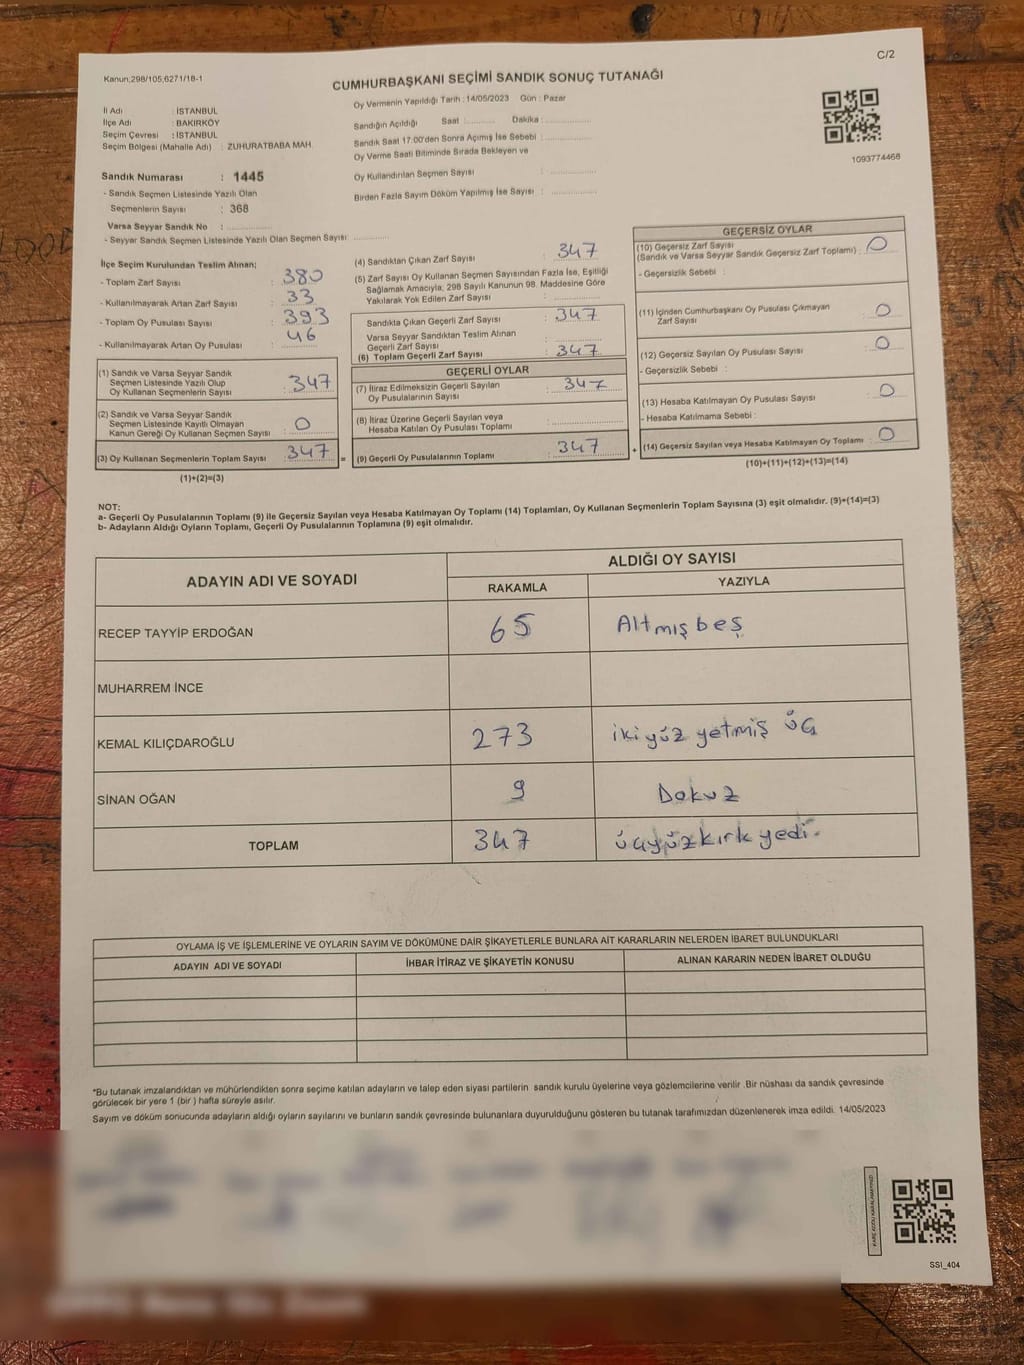 C/2
Kanun;298/105,6271/18-1
CUMHURBAŞKANI SEÇİMİ SANDIK SONUÇ TUTANAĞI
Oy Vermenin Yapıldığı Tarih : 14/05/2023 Gün : Pazar
İl Adı : İSTANBUL
İlçe Adı : BAKIRKÖY
Seçim Çevresi : İSTANBUL
Seçim Bölgesi (Mahalle Adı) : ZUHURATBABA MAH.
Sandığın Açıldığı Saat :............ Dakika :................
Sandık Saat 17.00'den Sonra Açımış İse Sebebi :................
Oy Verme Saati Bitiminde Sırada Bekleyen ve
Oy Kullandırılan Seçmen Sayısı :................
Birden Fazla Sayım Döküm Yapılmış İse Sayısı :................
1093774468
Sandık Numarası : 1445
- Sandık Seçmen Listesinde Yazılı Olan
Seçmenlerin Sayısı : 368
Varsa Seyyar Sandık No :................
- Seyyar Sandık Seçmen Listesinde Yazılı Olan Seçmen Sayısı:............
İlçe Seçim Kurulundan Teslim Alınan;
- Toplam Zarf Sayısı : 380
- Kullanılmayarak Artan Zarf Sayısı : 33
- Toplam Oy Pusulası Sayısı : 393
- Kullanılmayarak Artan Oy Pusulası : 46
(1) Sandık ve Varsa Seyyar Sandık
Seçmen Listesinde Yazılı Olup
Oy Kullanan Seçmenlerin Sayısı : 347
(2) Sandık ve Varsa Seyyar Sandık
Seçmen Listesinde Kayıtlı Olmayan
Kanun Gereği Oy Kullanan Seçmen Sayısı : 0
(3) Oy Kullanan Seçmenlerin Toplam Sayısı : 347 =
(1)+(2)=(3)
(4) Sandıktan Çıkan Zarf Sayısı : 347
(5) Zarf Sayısı Oy Kullanan Seçmen Sayısından Fazla İse, Eşitliği
Sağlamak Amacıyla; 298 Sayılı Kanunun 98. Maddesine Göre
Yakılarak Yok Edilen Zarf Sayısı :................
Sandıkta Çıkan Geçerli Zarf Sayısı : 347
Varsa Seyyar Sandıktan Teslim Alınan
Geçerli Zarf Sayısı
(6) Toplam Geçerli Zarf Sayısı : 347
GEÇERLİ OYLAR
(7) İtiraz Edilmeksizin Geçerli Sayılan
Oy Pusulasının Sayısı : 347
(8) İtiraz Üzerine Geçerli Sayılan veya
Hesaba Katılan Oy Pusulası Toplamı :................
(9) Geçerli Oy Pusulalarının Toplamı : 347 +
GEÇERSİZ OYLAR
(10) Geçersiz Zarf Sayısı
(Sandık ve Varsa Seyyar Sandık Geçersiz Zarf Toplamı) : 0
- Geçersizlik Sebebi :
(11) İçinden Cumhurbaşkanı Oy Pusulası Çıkmayan
Zarf Sayısı : 0
(12) Geçersiz Sayılan Oy Pusulası Sayısı : 0
- Geçersizlik Sebebi :
(13) Hesaba Katılmayan Oy Pusulası Sayısı : 0
- Hesaba Katılmama Sebebi :
(14) Geçersiz Sayılan veya Hesaba Katılmayan Oy Toplamı : 0
(10)+(11)+(12)+(13)=(14)
NOT:
a- Geçerli Oy Pusulalarının Toplamı (9) ile Geçersiz Sayılan veya Hesaba Katılmayan Oy Toplamı (14) Toplamları, Oy Kullanan Seçmenlerin Toplam Sayısına (3) eşit olmalıdır. (9)+(14)=(3)
b- Adayların Aldığı Oyların Toplamı, Geçerli Oy Pusulalarının Toplamına (9) eşit olmalıdır.
ADAYIN ADI VE SOYADI
ALDIĞI OY SAYISI
RAKAMLA YAZIYLA
RECEP TAYYİP ERDOĞAN 65 Altmışbeş
MUHARREM İNCE
KEMAL KILIÇDAROĞLU 273 ikiyüz yetmiş üç
SİNAN OĞAN 9 Dokuz
TOPLAM 347 üçyüzkırkyedi.
OYLAMA İŞ VE İŞLEMLERİNE VE OYLARIN SAYIM VE DÖKÜMÜNE DAİR ŞİKAYETLERLE BUNLARA AİT KARARLARIN NELERDEN İBARET BULUNDUKLARI
ADAYIN ADI VE SOYADI İHBAR İTİRAZ VE ŞİKAYETİN KONUSU ALINAN KARARIN NEDEN İBARET OLDUĞU
*Bu tutanak imzalandıktan ve mühürlendikten sonra seçime katılan adayların ve talep eden siyasi partilerin sandık kurulu üyelerine veya gözlemcilerine verilir .Bir nüshası da sandık çevresinde
görülecek bir yere 1 (bir ) hafta süreyle asılır.
Sayım ve döküm sonucunda adayların aldığı oyların sayılarını ve bunların sandık çevresinde bulunanlara duyurulduğunu gösteren bu tutanak tarafımızdan düzenlenerek imza edildi. 14/05/2023
SSI_404